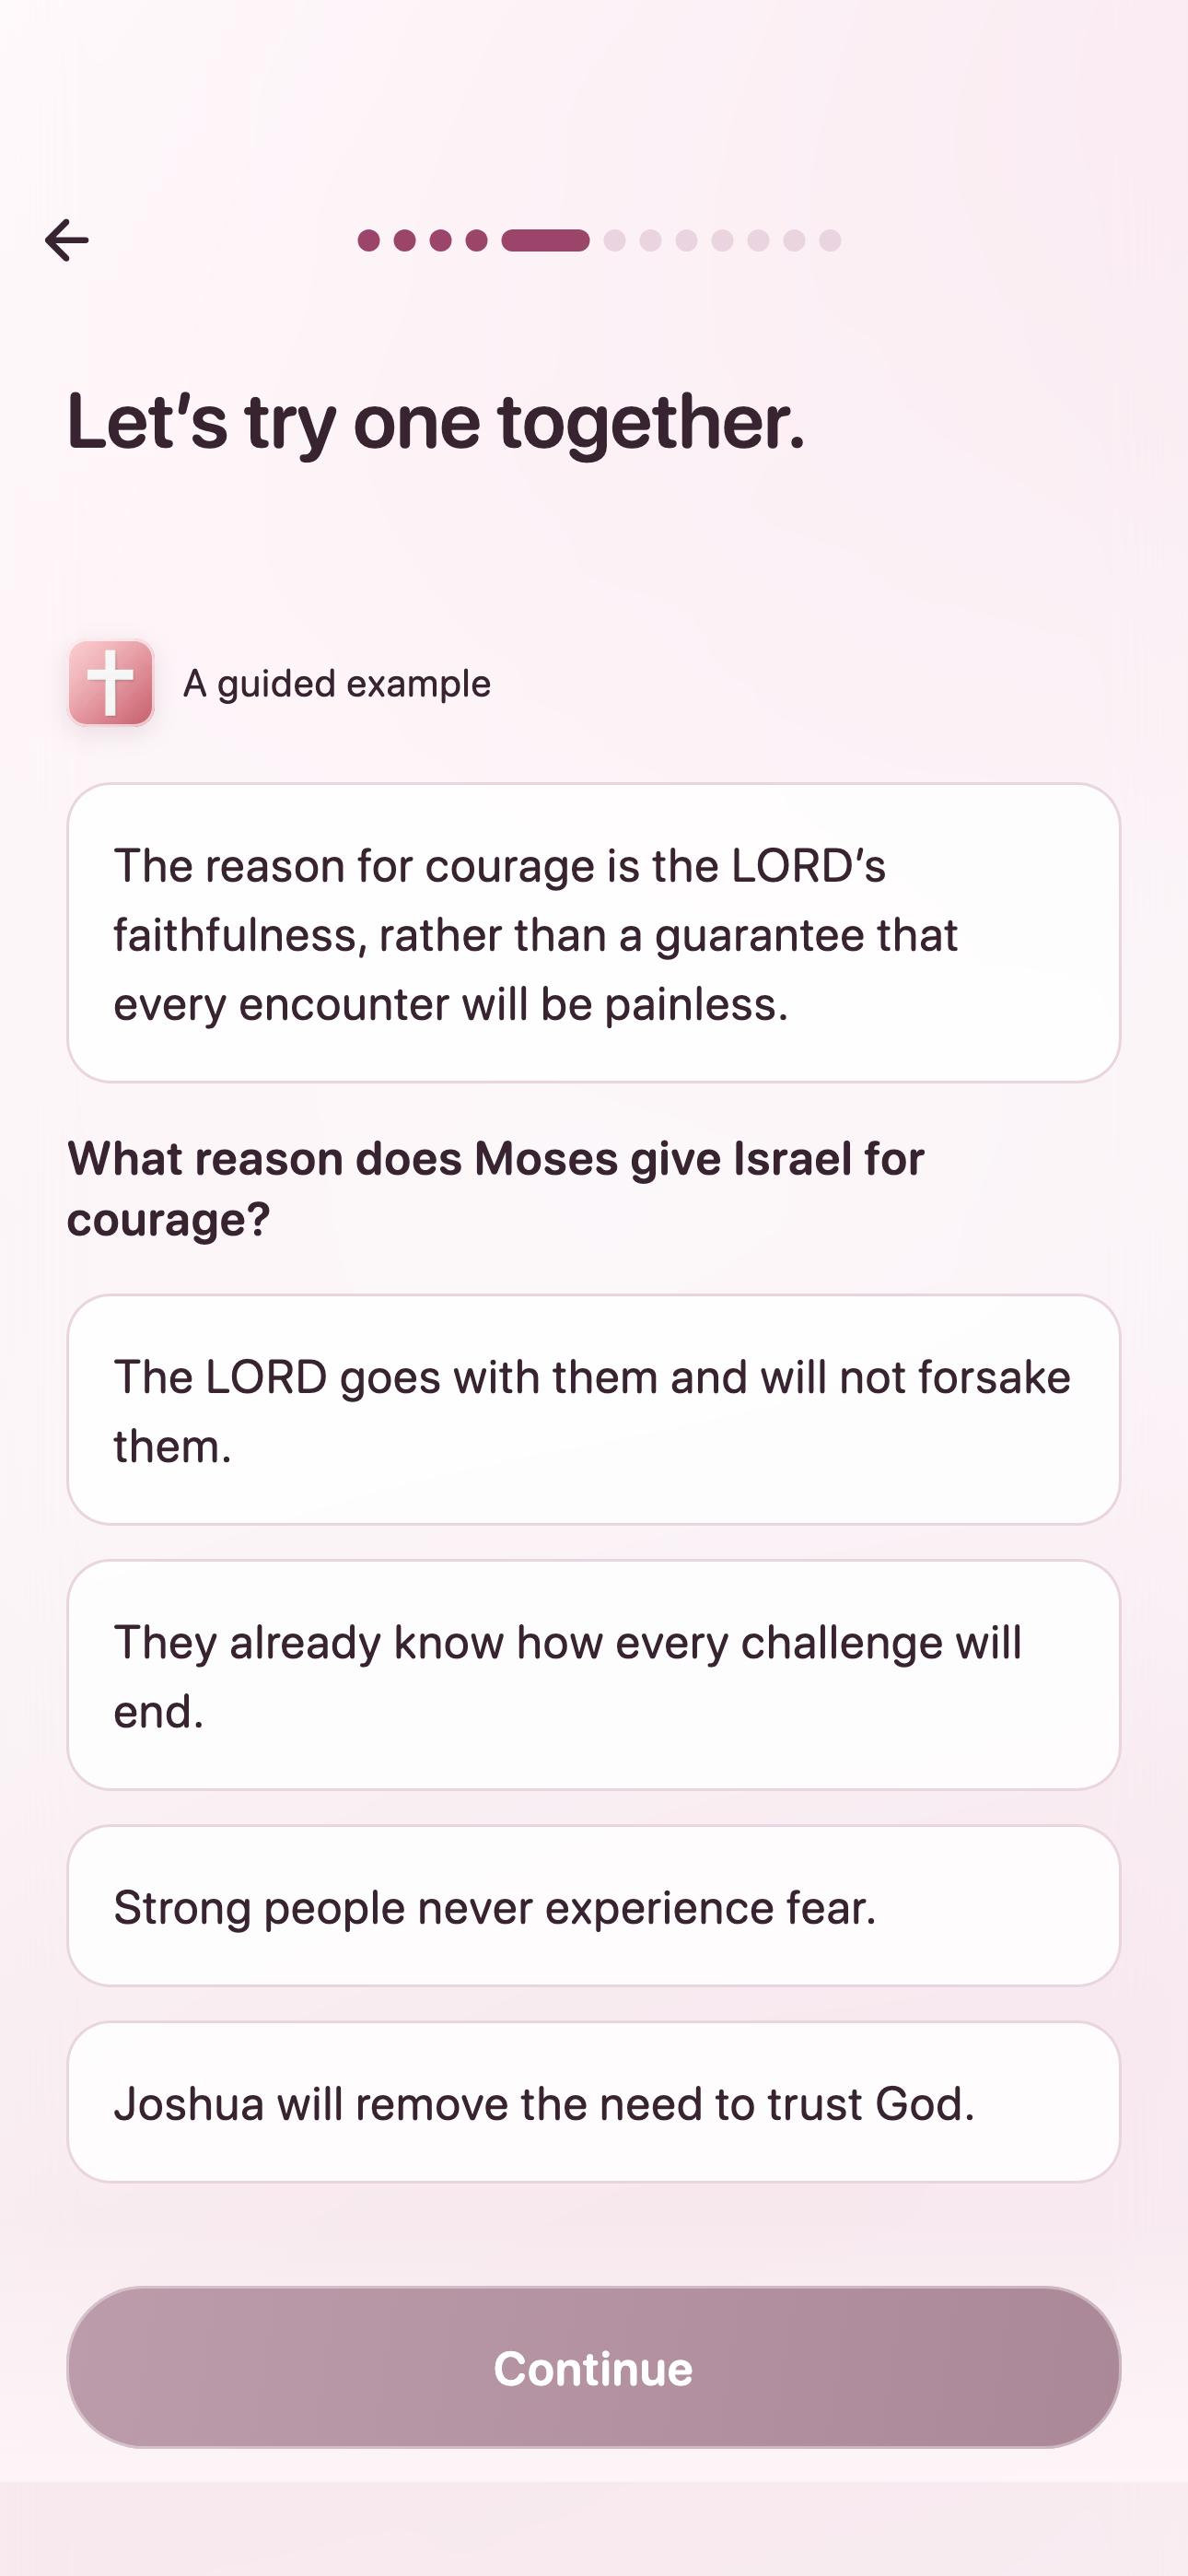 Let’s try one together.
A guided example
The reason for courage is the LORD’s
faithfulness, rather than a guarantee that
every encounter will be painless.
What reason does Moses give Israel for
courage?
The LORD goes with them and will not forsake
them.
They already know how every challenge will
end.
Strong people never experience fear.
Joshua will remove the need to trust God.
Continue